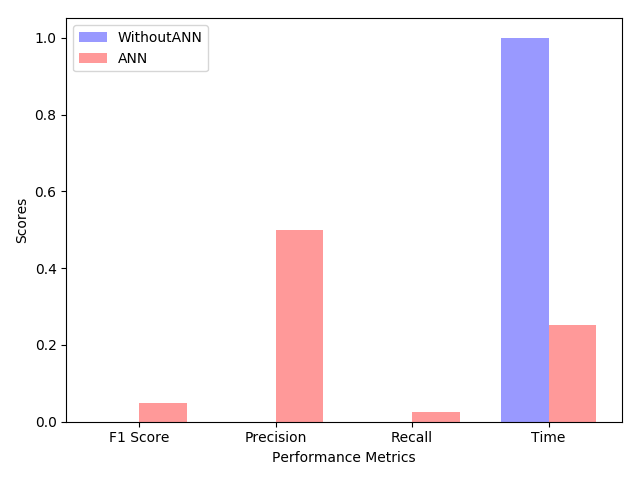 WithoutANN
ANN
1.0
0.8
0.6
0.4
0.2
0.0
Scores
F1 Score
Precision
Recall
Time
Performance Metrics